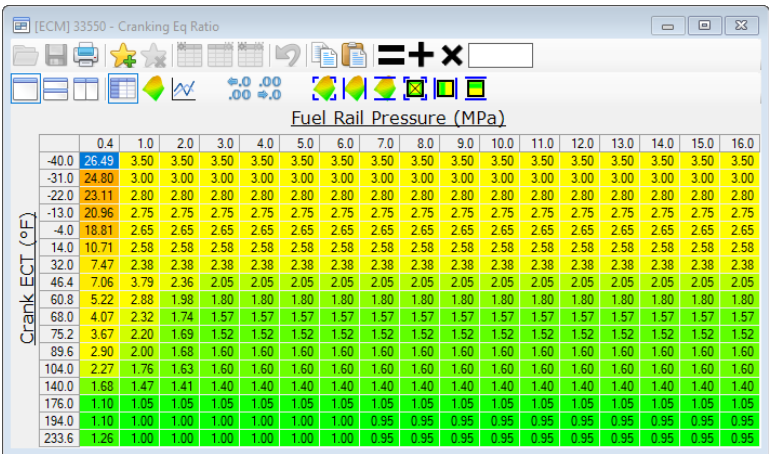 [ECM] 33550 - Cranking Eq Ratio
←.0 .00
.00 →.0
Fuel Rail Pressure (MPa)
0.4 1.0 2.0 3.0 4.0 5.0 6.0 7.0 8.0 9.0 10.0 11.0 12.0 13.0 14.0 15.0 16.0
Crank ECT (°F)
-40.0 26.49 3.50 3.50 3.50 3.50 3.50 3.50 3.50 3.50 3.50 3.50 3.50 3.50 3.50 3.50 3.50 3.50
-31.0 24.80 3.00 3.00 3.00 3.00 3.00 3.00 3.00 3.00 3.00 3.00 3.00 3.00 3.00 3.00 3.00 3.00
-22.0 23.11 2.80 2.80 2.80 2.80 2.80 2.80 2.80 2.80 2.80 2.80 2.80 2.80 2.80 2.80 2.80 2.80
-13.0 20.96 2.75 2.75 2.75 2.75 2.75 2.75 2.75 2.75 2.75 2.75 2.75 2.75 2.75 2.75 2.75 2.75
-4.0 18.81 2.65 2.65 2.65 2.65 2.65 2.65 2.65 2.65 2.65 2.65 2.65 2.65 2.65 2.65 2.65 2.65
14.0 10.71 2.58 2.58 2.58 2.58 2.58 2.58 2.58 2.58 2.58 2.58 2.58 2.58 2.58 2.58 2.58 2.58
32.0 7.47 2.38 2.38 2.38 2.38 2.38 2.38 2.38 2.38 2.38 2.38 2.38 2.38 2.38 2.38 2.38 2.38
46.4 7.06 3.79 2.36 2.05 2.05 2.05 2.05 2.05 2.05 2.05 2.05 2.05 2.05 2.05 2.05 2.05 2.05
60.8 5.22 2.88 1.98 1.80 1.80 1.80 1.80 1.80 1.80 1.80 1.80 1.80 1.80 1.80 1.80 1.80 1.80
68.0 4.07 2.32 1.74 1.57 1.57 1.57 1.57 1.57 1.57 1.57 1.57 1.57 1.57 1.57 1.57 1.57 1.57
75.2 3.67 2.20 1.69 1.52 1.52 1.52 1.52 1.52 1.52 1.52 1.52 1.52 1.52 1.52 1.52 1.52 1.52
89.6 2.90 2.00 1.68 1.60 1.60 1.60 1.60 1.60 1.60 1.60 1.60 1.60 1.60 1.60 1.60 1.60 1.60
104.0 2.27 1.76 1.63 1.60 1.60 1.60 1.60 1.60 1.60 1.60 1.60 1.60 1.60 1.60 1.60 1.60 1.60
140.0 1.68 1.47 1.41 1.40 1.40 1.40 1.40 1.40 1.40 1.40 1.40 1.40 1.40 1.40 1.40 1.40 1.40
176.0 1.10 1.05 1.05 1.05 1.05 1.05 1.05 1.05 1.05 1.05 1.05 1.05 1.05 1.05 1.05 1.05 1.05
194.0 1.10 1.00 1.00 1.00 1.00 1.00 0.95 0.95 0.95 0.95 0.95 0.95 0.95 0.95 0.95 0.95 0.95
233.6 1.26 1.00 1.00 1.00 1.00 1.00 0.95 0.95 0.95 0.95 0.95 0.95 0.95 0.95 0.95 0.95 0.95